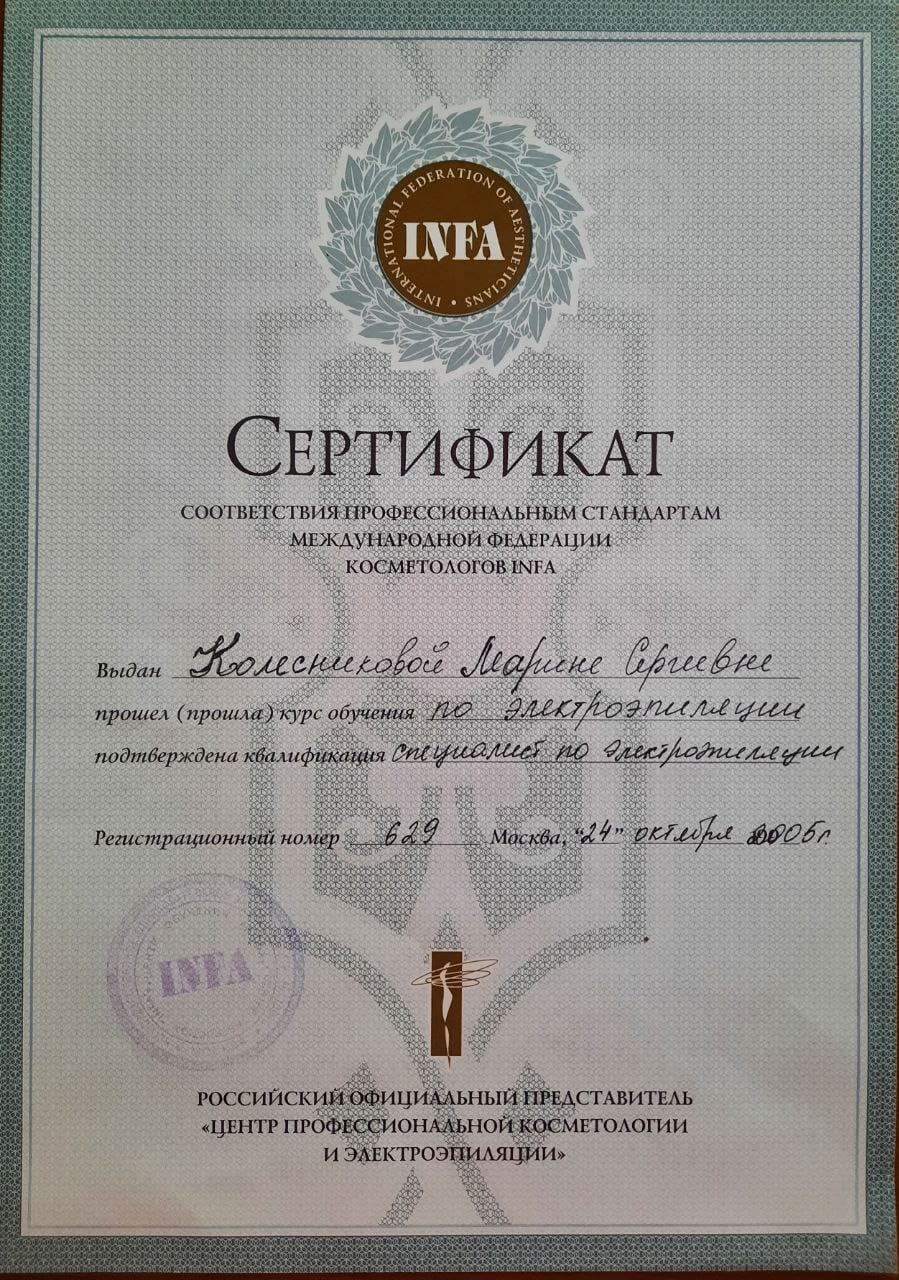 INTERNATIONAL FEDERATION OF AESTHETICIANS •
INFA
СЕРТИФИКАТ
СООТВЕТСТВИЯ ПРОФЕССИОНАЛЬНЫМ СТАНДАРТАМ
МЕЖДУНАРОДНОЙ ФЕДЕРАЦИИ
КОСМЕТОЛОГОВ INFA
Выдан Колесниковой Марине Сергеевне
прошел (прошла) курс обучения по электроэпиляции
подтверждена квалификация специалист по электроэпиляции
Регистрационный номер 629 Москва, "24" октября 2005г.
INFA
РОССИЙСКИЙ ОФИЦИАЛЬНЫЙ ПРЕДСТАВИТЕЛЬ
«ЦЕНТР ПРОФЕССИОНАЛЬНОЙ КОСМЕТОЛОГИИ
И ЭЛЕКТРОЭПИЛЯЦИИ»